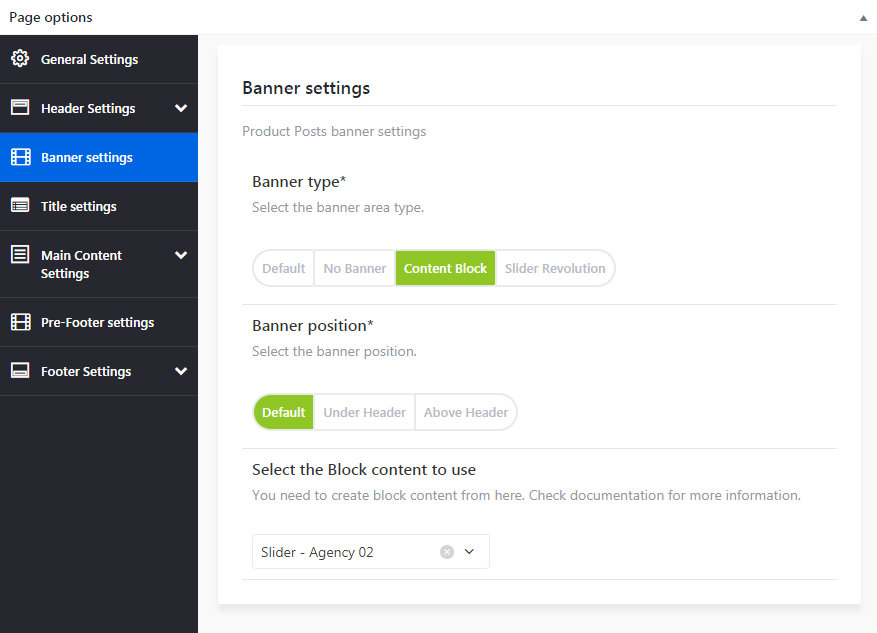 Page options
General Settings
Header Settings
Banner settings
Title settings
Main Content
Settings
Pre-Footer settings
Footer Settings
Banner settings
Product Posts banner settings
Banner type*
Select the banner area type.
Default No Banner Content Block Slider Revolution
Banner position*
Select the banner position.
Default Under Header Above Header
Select the Block content to use
You need to create block content from here. Check documentation for more information.
Slider - Agency 02